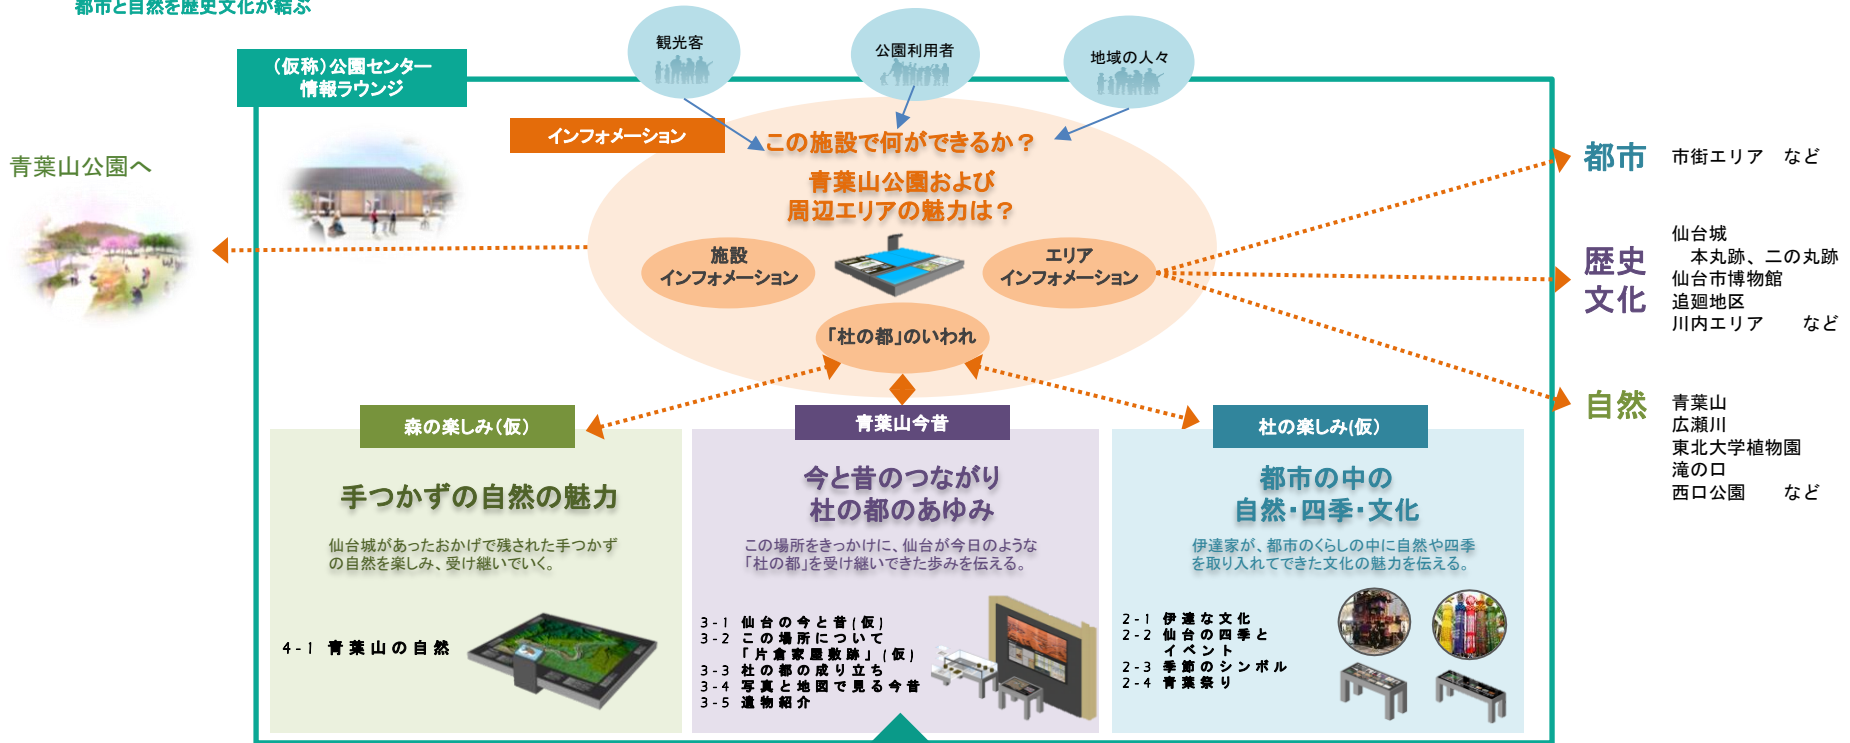 都市と自然を歴史文化が結ぶ
（仮称）公園センター
情報ラウンジ
観光客
公園利用者
地域の人々
インフォメーション
この施設で何ができるか？
青葉山公園および
周辺エリアの魅力は？
施設
インフォメーション
エリア
インフォメーション
「杜の都」のいわれ
青葉山公園へ
都市
市街エリア　など
歴史
文化
仙台城
本丸跡、二の丸跡
仙台市博物館
追廻地区
川内エリア　　など
自然
青葉山
広瀬川
東北大学植物園
滝の口
西口公園　　など
森の楽しみ（仮）
手つかずの自然の魅力
仙台城があったおかげで残された手つかず
の自然を楽しみ、受け継いでいく。
4-1 青葉山の自然
青葉山今昔
今と昔のつながり
杜の都のあゆみ
この場所をきっかけに、仙台が今日のような
「杜の都」を受け継いできた歩みを伝える。
3-1 仙台の今と昔(仮)
3-2 この場所について
「片倉家屋敷跡」(仮)
3-3 杜の都の成り立ち
3-4 写真と地図で見る今昔
3-5 遺物紹介
杜の楽しみ(仮)
都市の中の
自然・四季・文化
伊達家が、都市のくらしの中に自然や四季
を取り入れてできた文化の魅力を伝える。
2-1 伊達な文化
2-2 仙台の四季と
イベント
2-3 季節のシンボル
2-4 青葉祭り